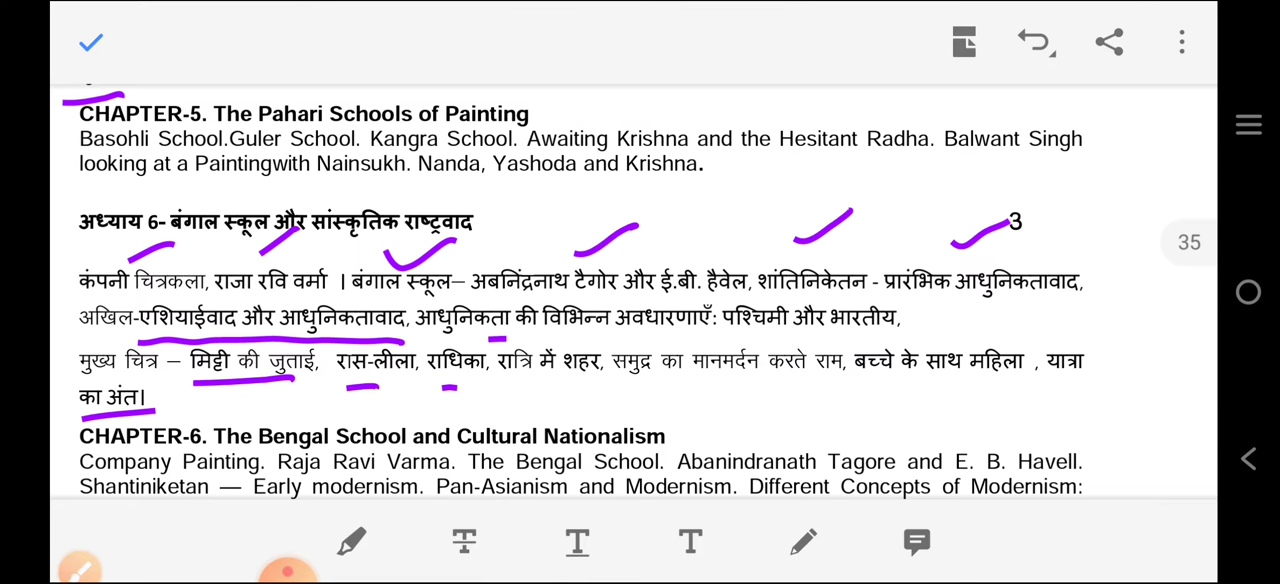 CHAPTER-5. The Pahari Schools of Painting
Basohli School.Guler School. Kangra School. Awaiting Krishna and the Hesitant Radha. Balwant Singh
looking at a Paintingwith Nainsukh. Nanda, Yashoda and Krishna.
अध्याय 6- बंगाल स्कूल और सांस्कृतिक राष्ट्रवाद 3
35
कंपनी चित्रकला, राजा रवि वर्मा । बंगाल स्कूल– अबनिंद्रनाथ टैगोर और ई.बी. हैवेल, शांतिनिकेतन - प्रारंभिक आधुनिकतावाद,
अखिल-एशियाईवाद और आधुनिकतावाद, आधुनिकता की विभिन्न अवधारणाएँ: पश्चिमी और भारतीय,
मुख्य चित्र – मिट्टी की जुताई, रास-लीला, राधिका, रात्रि में शहर, समुद्र का मानमर्दन करते राम, बच्चे के साथ महिला , यात्रा
का अंत।
CHAPTER-6. The Bengal School and Cultural Nationalism
Company Painting. Raja Ravi Varma. The Bengal School. Abanindranath Tagore and E. B. Havell.
Shantiniketan — Early modernism. Pan-Asianism and Modernism. Different Concepts of Modernism: